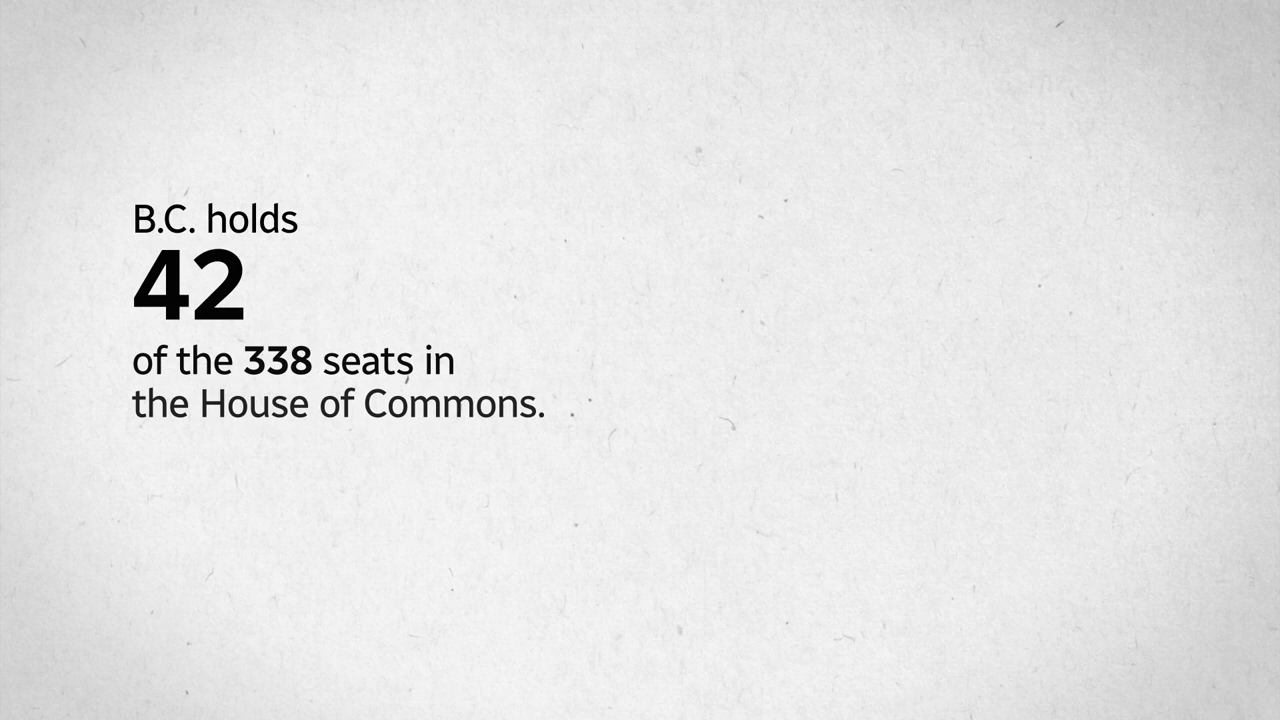 B.C. holds
42
of the 338 seats in
the House of Commons.